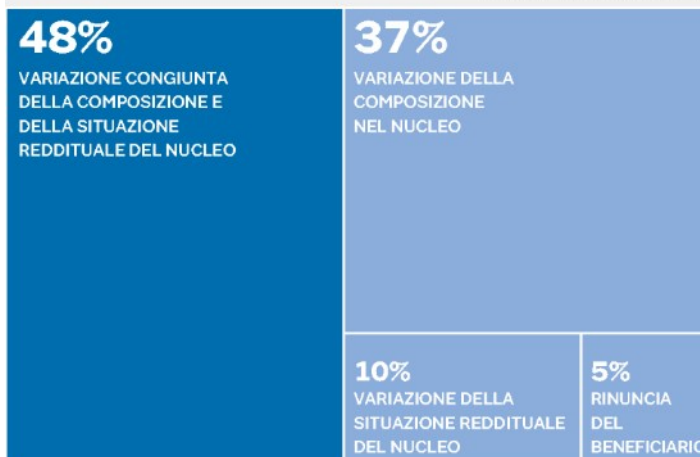 48%
VARIAZIONE CONGIUNTA
DELLA COMPOSIZIONE E
DELLA SITUAZIONE
REDDITUALE DEL NUCLEO
37%
VARIAZIONE DELLA
COMPOSIZIONE
NEL NUCLEO
10%
VARIAZIONE DELLA
SITUAZIONE REDDITUALE
DEL NUCLEO
5%
RINUNCIA
DEL
BENEFICIARIO